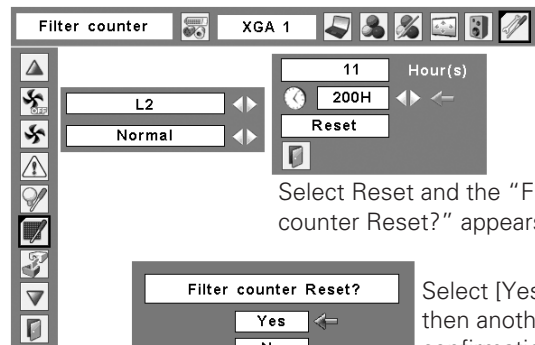 Filter counter
XGA 1
11 Hour(s)
L2
200H
Normal
Reset
Select Reset and the
counter Reset?" appears
Filter counter Reset?
Select [Yes
Yes
then another